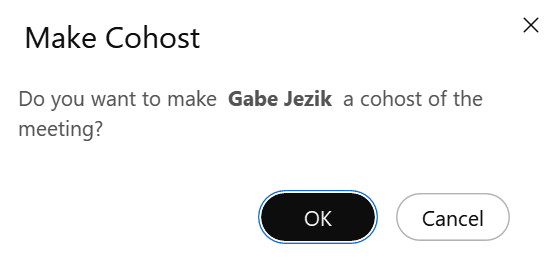 Make Cohost
Do you want to make Gabe Jezik a cohost of the
meeting?
OK
Cancel